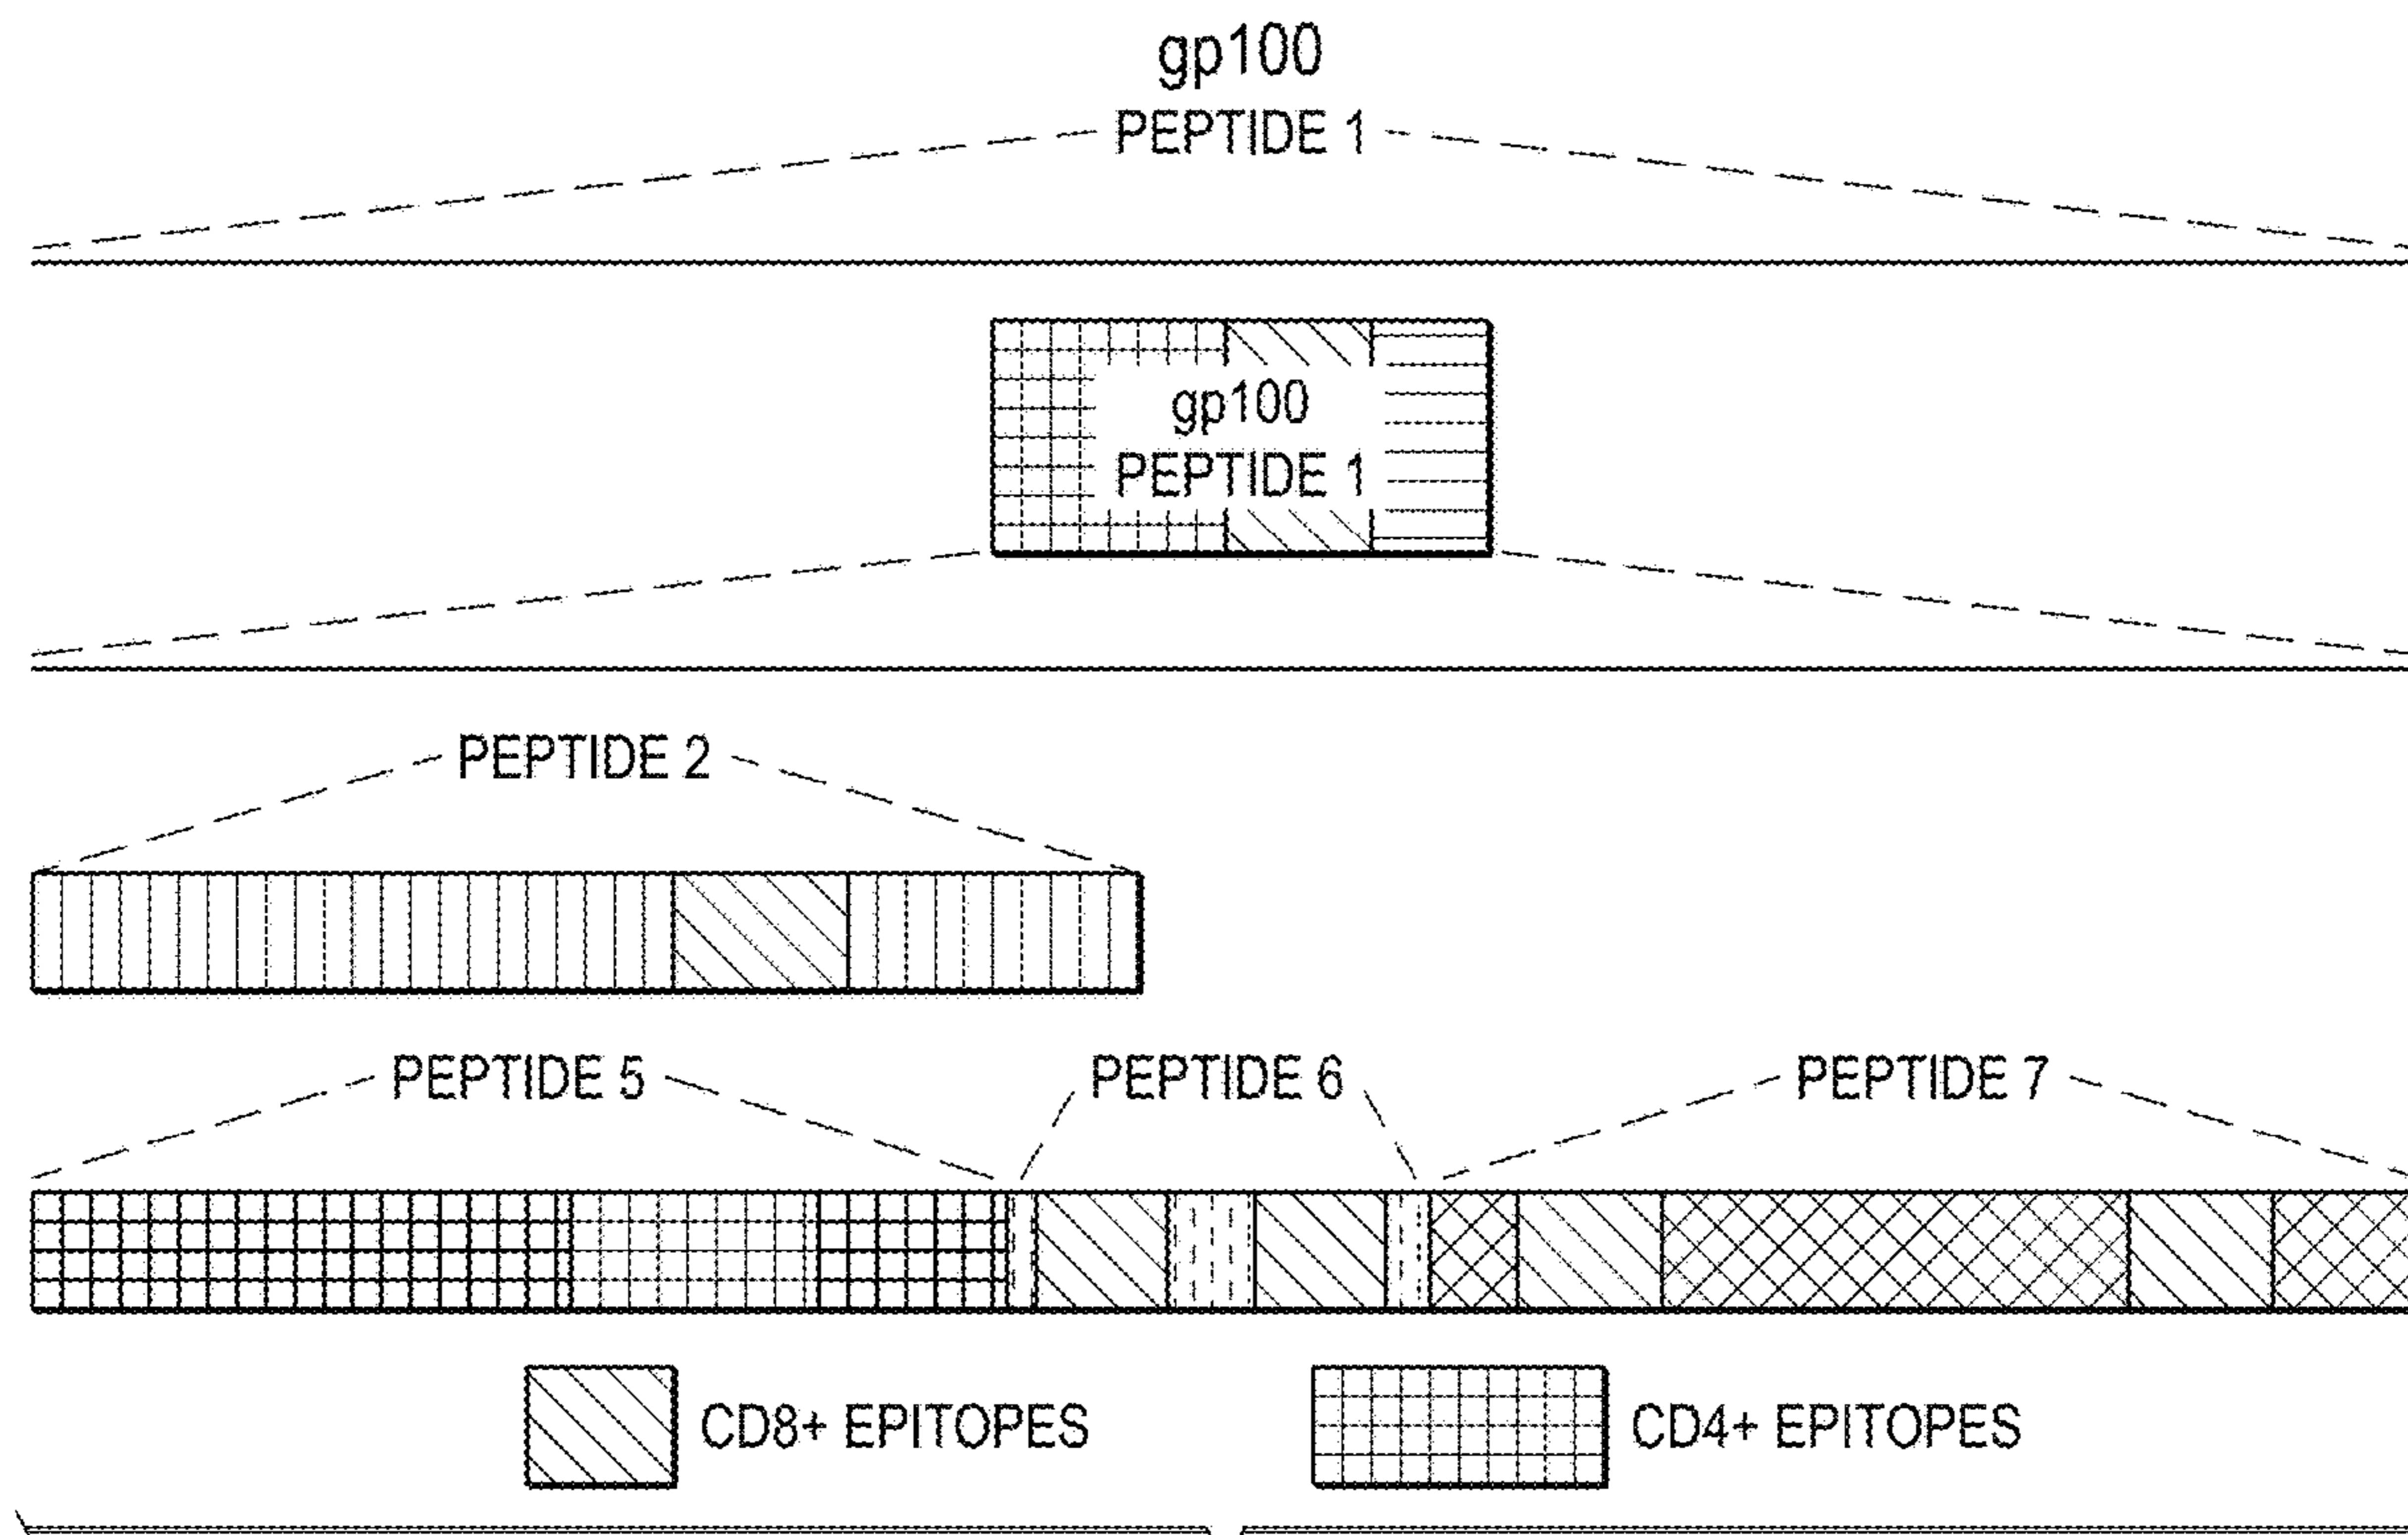 gp100
PEPTIDE 1
gp100
PEPTIDE 1
PEPTIDE 2
PEPTIDE 5 PEPTIDE 6 PEPTIDE 7
CD8+ EPITOPES CD4+ EPITOPES